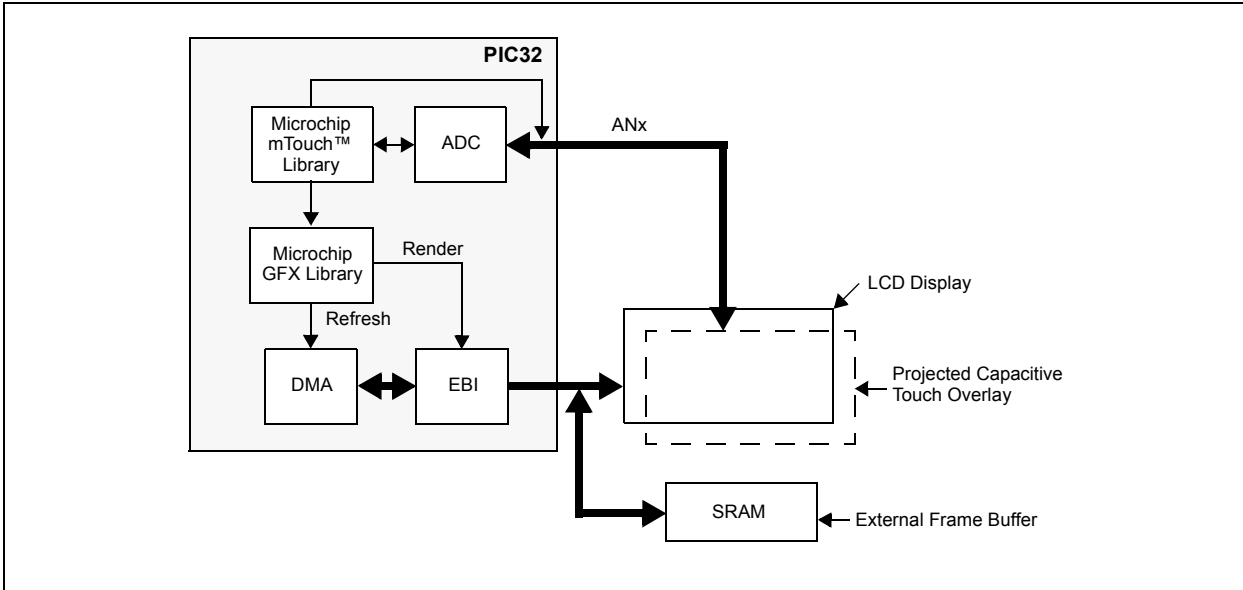 PIC32
Microchip
mTouch™
Library
ADC
ANx
Microchip
GFX Library
Render
Refresh
LCD Display
DMA
EBI
Projected Capacitive
Touch Overlay
SRAM
External Frame Buffer